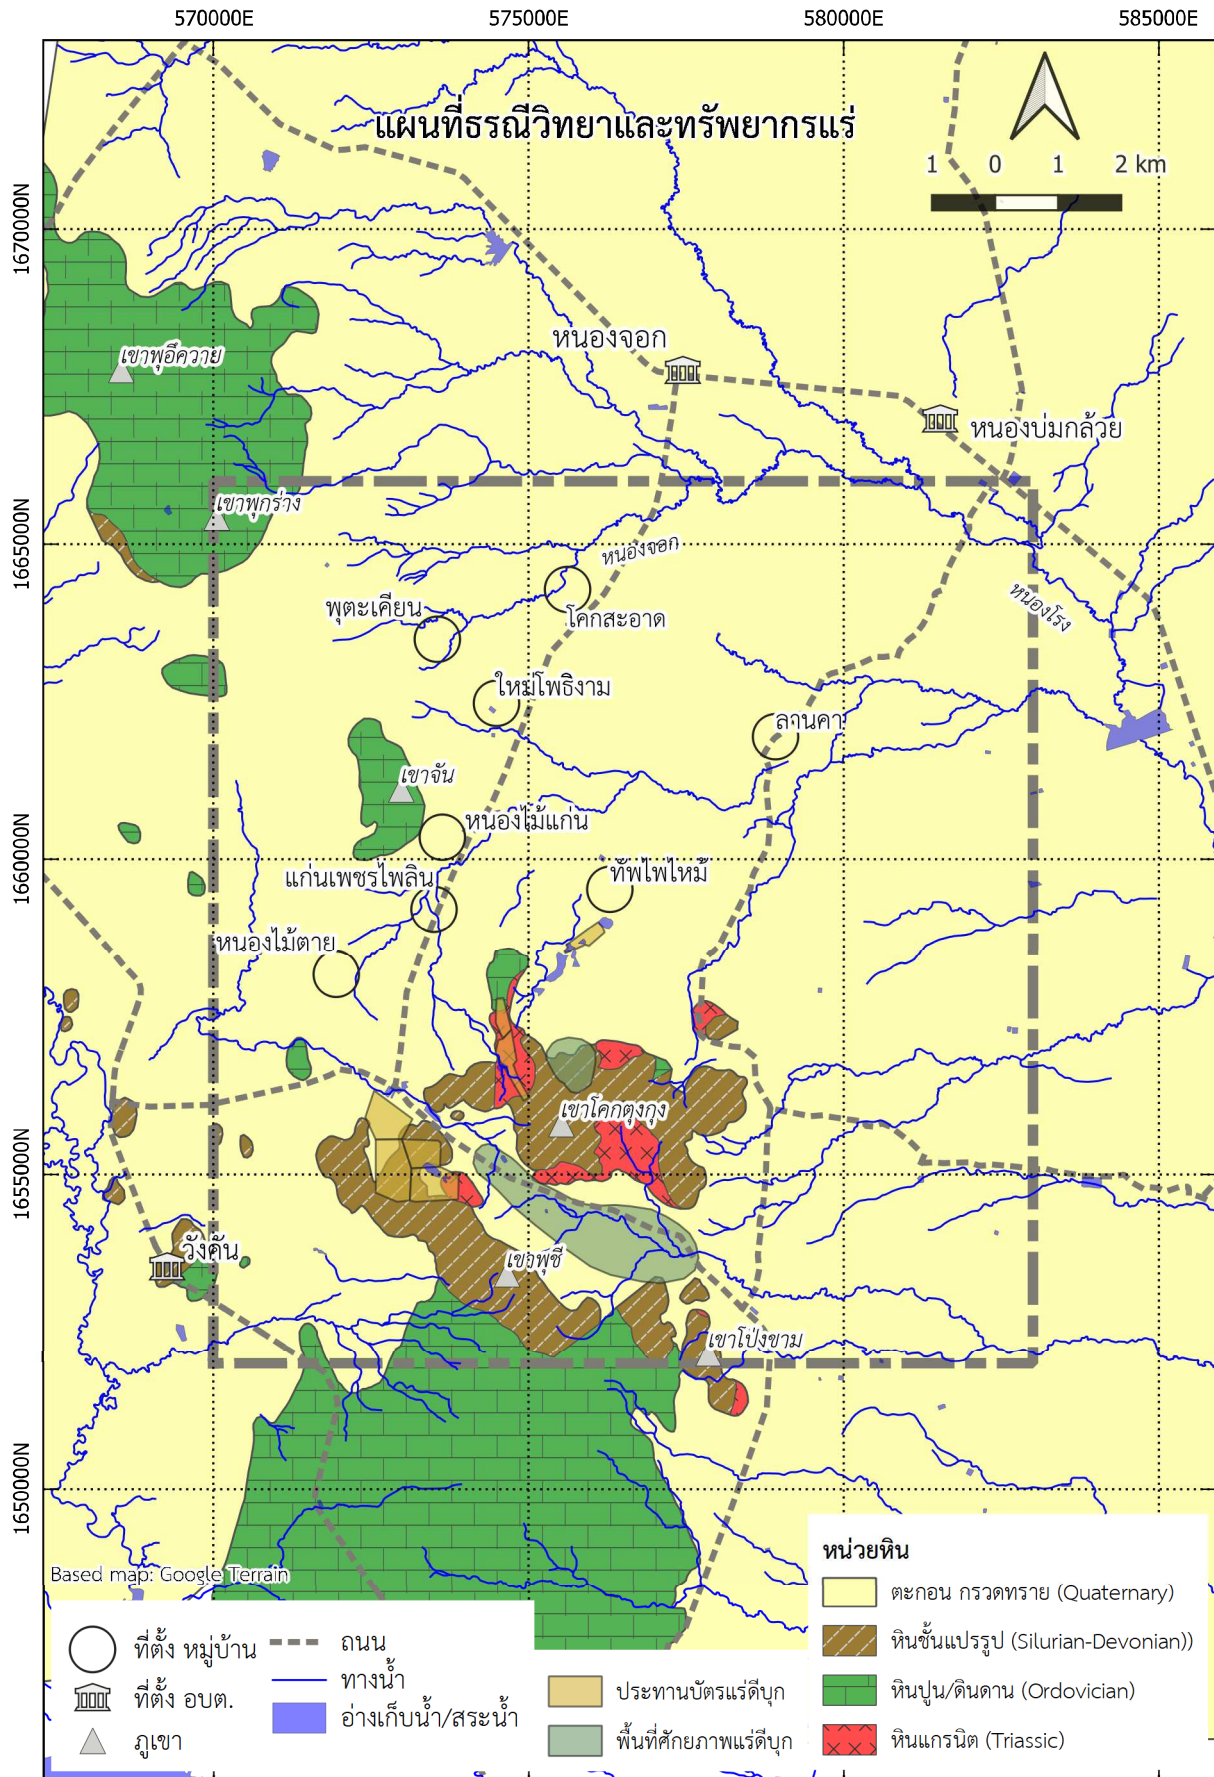 570000E 575000E 580000E 585000E
แผนที่ธรณีวิทยาและทรัพยากรแร่
1 0 1 2 km
1670000N
หนองจอก
เขาพุอีควาย
หนองบ่มกล้วย
เขาพุกร่าง
1665000N
หนองจอก
พุตะเคียน
โคกสะอาด
หนองโรง
ใหม่โพธิงาม
ลานคา
เขาจัน
หนองไม้แก่น
1660000N
แก่นเพชรไพลิน
ทัพไพไหม้
หนองไม้ตาย
เขาโคกตุงกุง
1655000N
วังคัน
เขาพุชี
เขาโป่งขาม
1650000N
Based map: Google Terrain
ที่ตั้ง หมู่บ้าน
ที่ตั้ง อบต.
ภูเขา
ถนน
ทางน้ำ
อ่างเก็บน้ำ/สระน้ำ
ประทานบัตรแร่ดีบุก
พื้นที่ศักยภาพแร่ดีบุก
หน่วยหิน
ตะกอน กรวดทราย (Quaternary)
หินชั้นแปรรูป (Silurian-Devonian))
หินปูน/ดินดาน (Ordovician)
หินแกรนิต (Triassic)